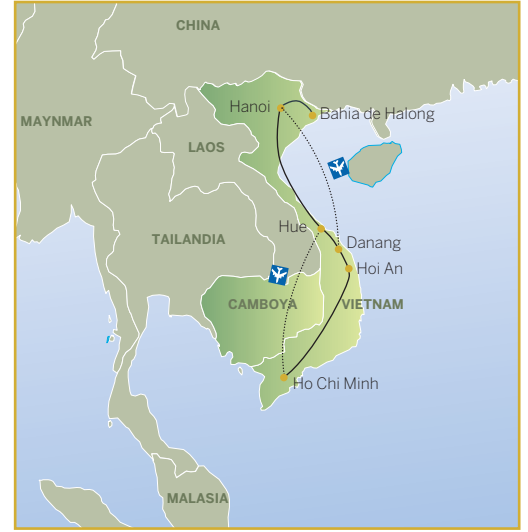 CHINA
Hanoi
Bahia de Halong
MAYNMAR
LAOS
Hue
TAILANDIA
Danang
Hoi An
CAMBOYA
VIETNAM
Ho Chi Minh
MALASIA